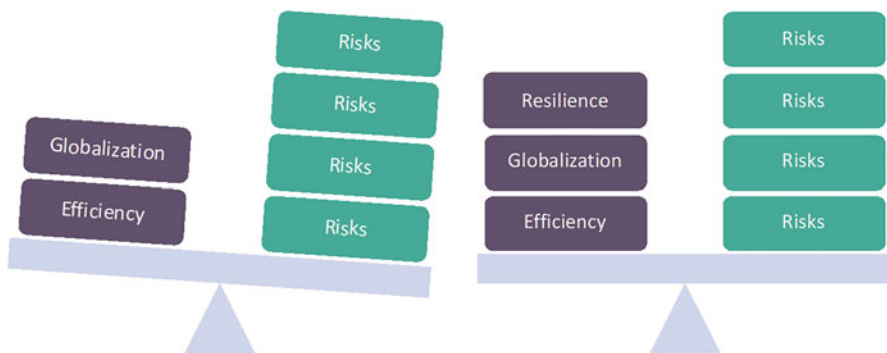 Globalization
Efficiency
Risks
Risks
Risks
Risks
Resilience
Globalization
Efficiency
Risks
Risks
Risks
Risks